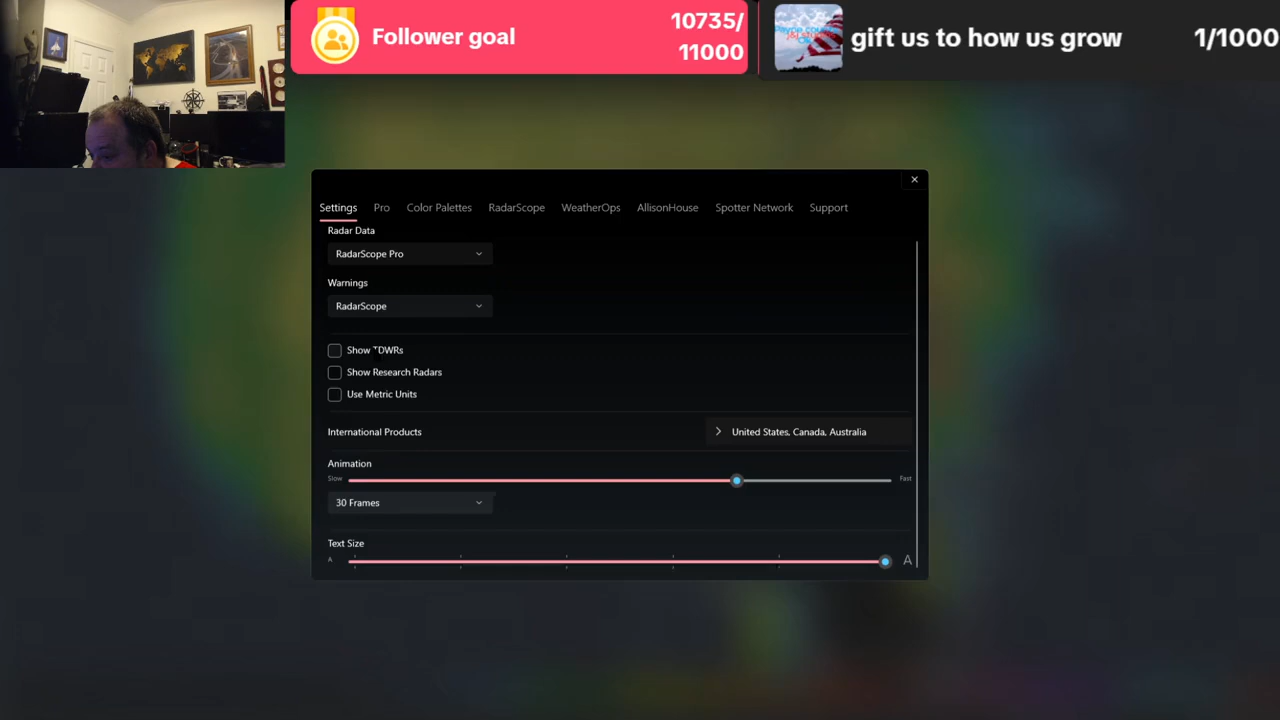 Follower goal
10735/
11000
gift us to how us grow
1/1000
Settings
Pro
Color Palettes
RadarScope
WeatherOps
AllisonHouse
Spotter Network
Support
Radar Data
RadarScope Pro
Warnings
RadarScope
Show TDWRs
Show Research Radars
Use Metric Units
International Products
United States, Canada, Australia
Animation
Slow
Fast
30 Frames
Text Size
A
A